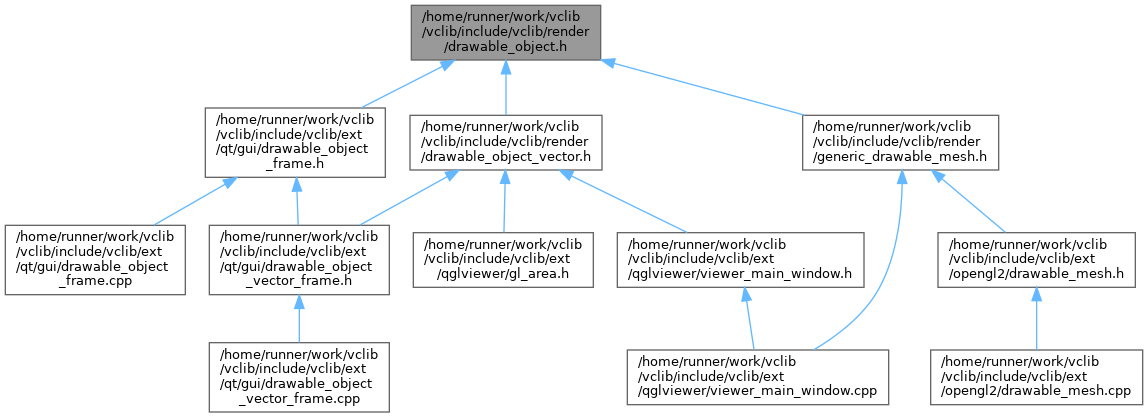 /home/runner/work/vclib
/vclib/include/vclib/render
/drawable_object.h
/home/runner/work/vclib
/vclib/include/vclib/ext
/qt/gui/drawable_object
_frame.h
/home/runner/work/vclib
/vclib/include/vclib/render
/drawable_object_vector.h
/home/runner/work/vclib
/vclib/include/vclib/render
/generic_drawable_mesh.h
/home/runner/work/vclib
/vclib/include/vclib/ext
/qt/gui/drawable_object
_frame.cpp
/home/runner/work/vclib
/vclib/include/vclib/ext
/qt/gui/drawable_object
_vector_frame.h
/home/runner/work/vclib
/vclib/include/vclib/ext
/qglviewer/gl_area.h
/home/runner/work/vclib
/vclib/include/vclib/ext
/qglviewer/viewer_main_window.h
/home/runner/work/vclib
/vclib/include/vclib/ext
/opengl2/drawable_mesh.h
/home/runner/work/vclib
/vclib/include/vclib/ext
/qt/gui/drawable_object
_vector_frame.cpp
/home/runner/work/vclib
/vclib/include/vclib/ext
/qglviewer/viewer_main_window.cpp
/home/runner/work/vclib
/vclib/include/vclib/ext
/opengl2/drawable_mesh.cpp